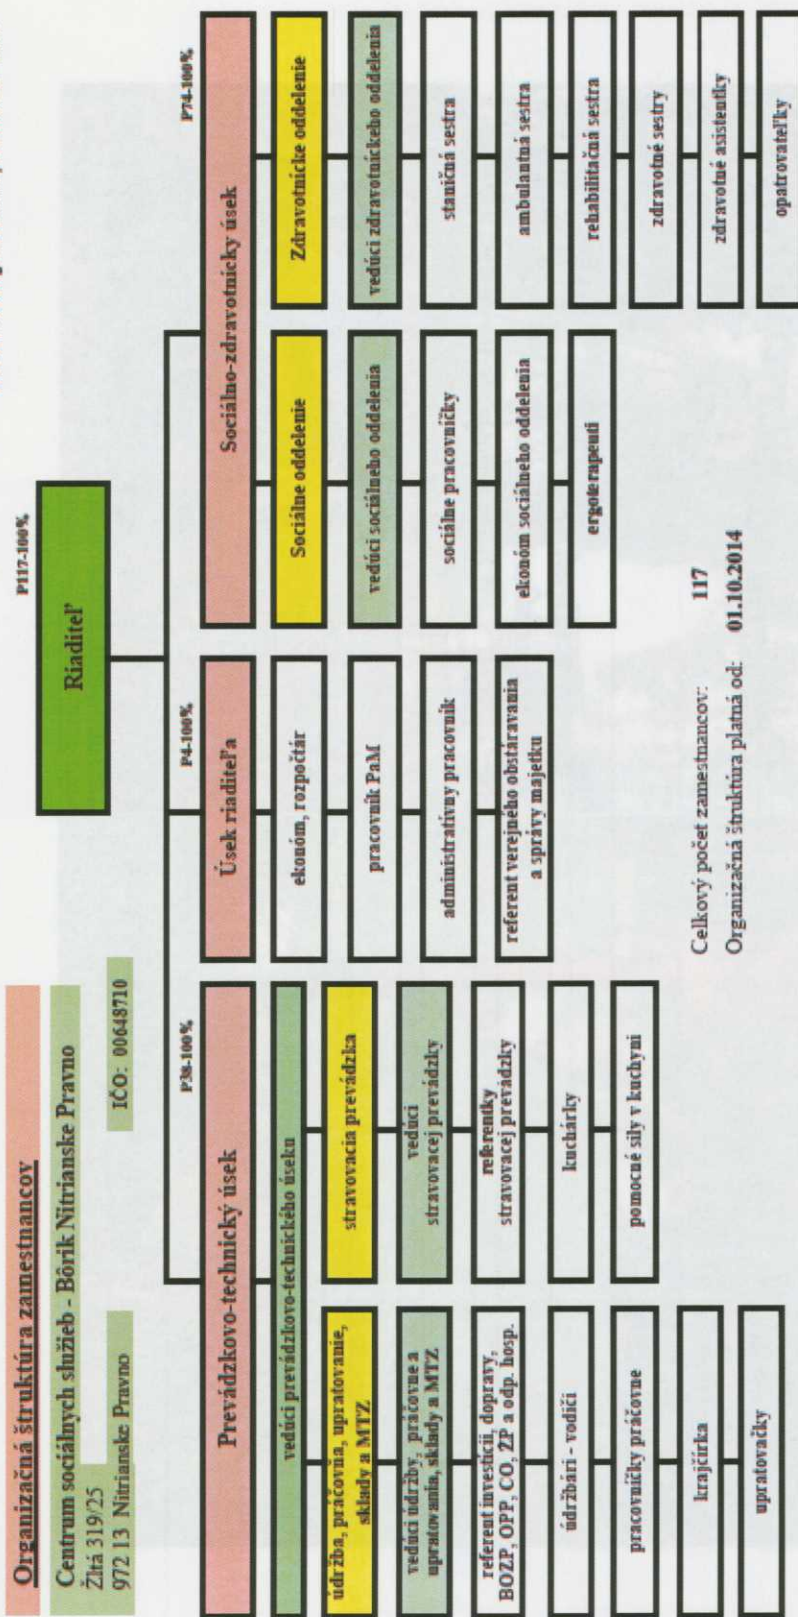 Organizačná štruktúra zamestnancov
Centrum sociálnych služieb - Bôrik Nitrianske Pravno
Žltá 319/25
972 13 Nitrianske Pravno
IČO: 00648710
P117-100%
Riaditeľ
P38-100%
Prevádzkovo-technický úsek
vedúci prevádzkovo-technického úseku
údržba, práčovňa, upratovanie,
sklady a MTZ
vedúci údržby, práčovne a
upratovania, sklady a MTZ
referent investícií, dopravy,
BOZP, OPP, CO, ŽP a odp. hosp.
údržbári - vodiči
pracovníčky práčovne
krajčírka
upratovačky
stravovacia prevádzka
vedúci
stravovacej prevádzky
referentky
stravovacej prevádzky
kuchárky
pomocné sily v kuchyni
P4-100%
Úsek riaditeľa
ekonóm, rozpočtár
pracovník PaM
administratívny pracovník
referent verejného obstárávania
a správy majetku
P74-100%
Sociálno-zdravotnícky úsek
Sociálne oddelenie
vedúci sociálneho oddelenia
sociálne pracovníčky
ekonóm sociálneho oddelenia
ergoterapeuti
Zdravotnícke oddelenie
vedúci zdravotníckeho oddelenia
staničná sestra
ambulantná sestra
rehabilitačná sestra
zdravotné sestry
zdravotné asistentky
opatrovateľky
Celkový počet zamestnancov: 117
Organizačná štruktúra platná od: 01.10.2014